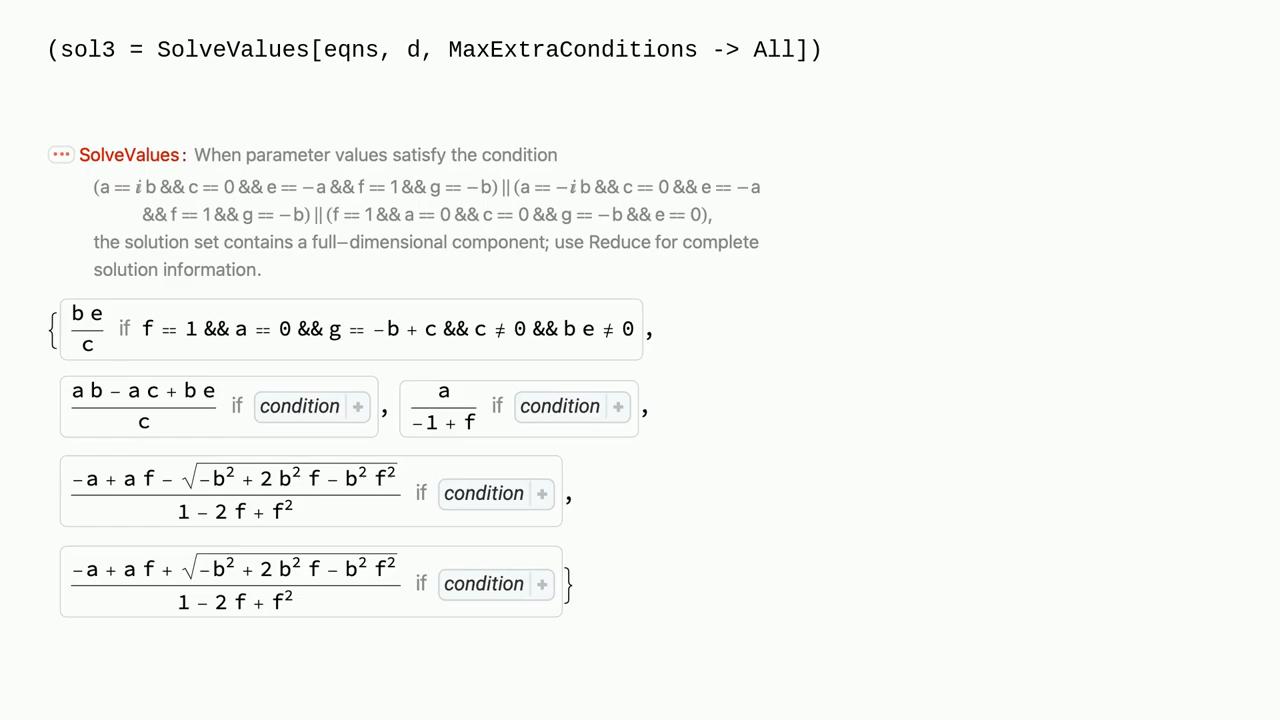 (sol3 = SolveValues[eqns, d, MaxExtraConditions -> All])
··· SolveValues: When parameter values satisfy the condition
(a == ⅈ b && c == 0 && e == −a && f == 1 && g == −b) || (a == −ⅈ b && c == 0 && e == −a
&& f == 1 && g == −b) || (f == 1 && a == 0 && c == 0 && g == −b && e == 0),
the solution set contains a full−dimensional component; use Reduce for complete
solution information.
{ b e / c if f == 1 && a == 0 && g == −b + c && c ≠ 0 && b e ≠ 0 ,
a b − a c + b e / c if condition + , a / −1 + f if condition + ,
−a + a f − √−b² + 2 b² f − b² f² / 1 − 2 f + f² if condition + ,
−a + a f + √−b² + 2 b² f − b² f² / 1 − 2 f + f² if condition + }